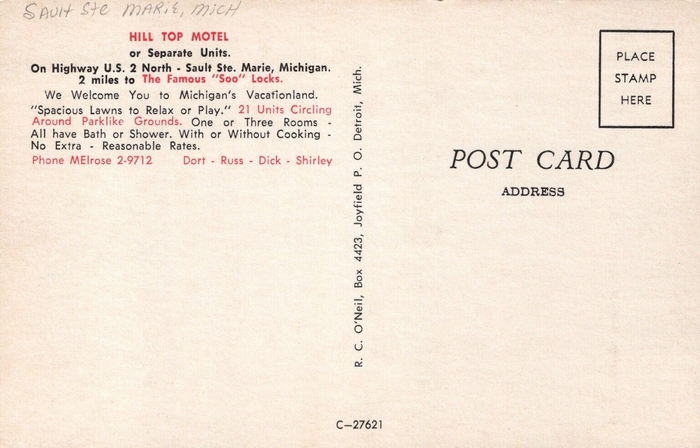 Sault Ste Marie, Mich
HILL TOP MOTEL
or Separate Units.
On Highway U.S. 2 North - Sault Ste. Marie, Michigan.
2 miles to The Famous "Soo" Locks.
We Welcome You to Michigan's Vacationland.
"Spacious Lawns to Relax or Play." 21 Units Circling
Around Parklike Grounds. One or Three Rooms -
All have Bath or Shower. With or Without Cooking -
No Extra - Reasonable Rates.
Phone MElrose 2-9712 Dort - Russ - Dick - Shirley
R. C. O'Neil, Box 4423, Joyfield P. O. Detroit, Mich.
PLACE
STAMP
HERE
POST CARD
ADDRESS
C-27621